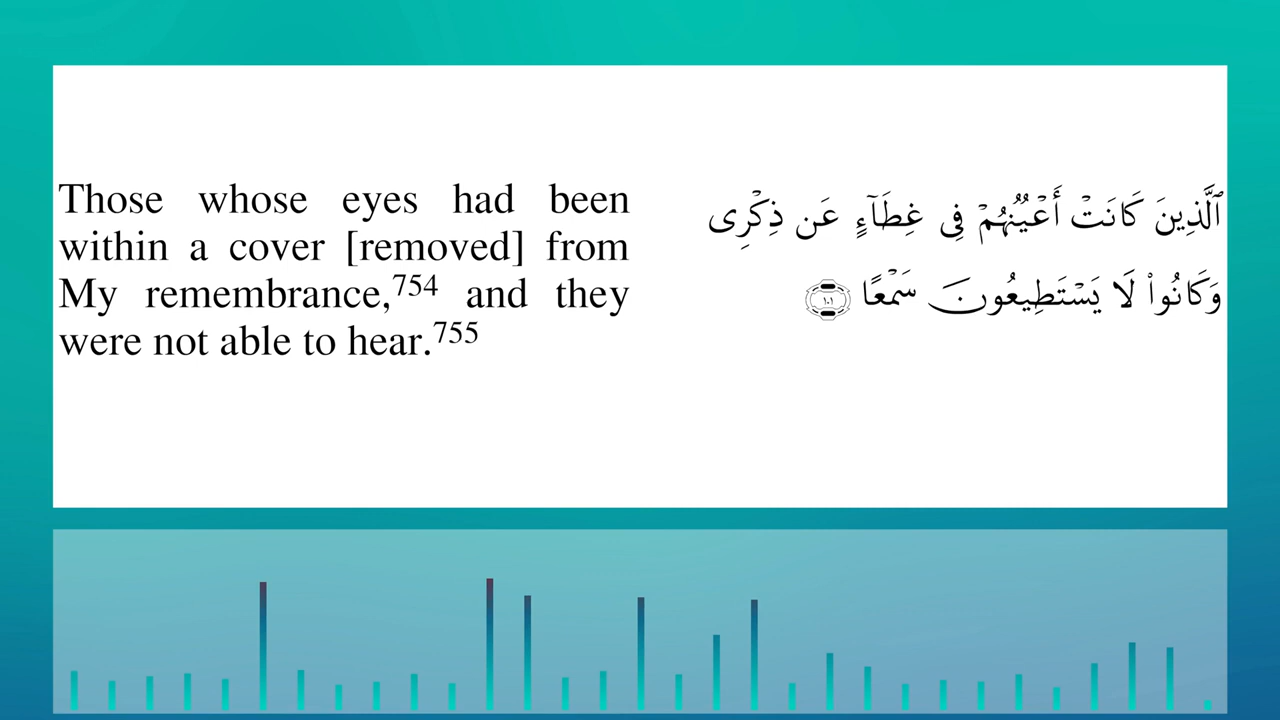 Those whose eyes had been
within a cover [removed] from
My remembrance,754 and they
were not able to hear.755
ٱلَّذِينَ كَانَتْ أَعْيُنُهُمْ فِى غِطَآءٍ عَن ذِكْرِى
وَكَانُوا۟ لَا يَسْتَطِيعُونَ سَمْعًا ١٠١